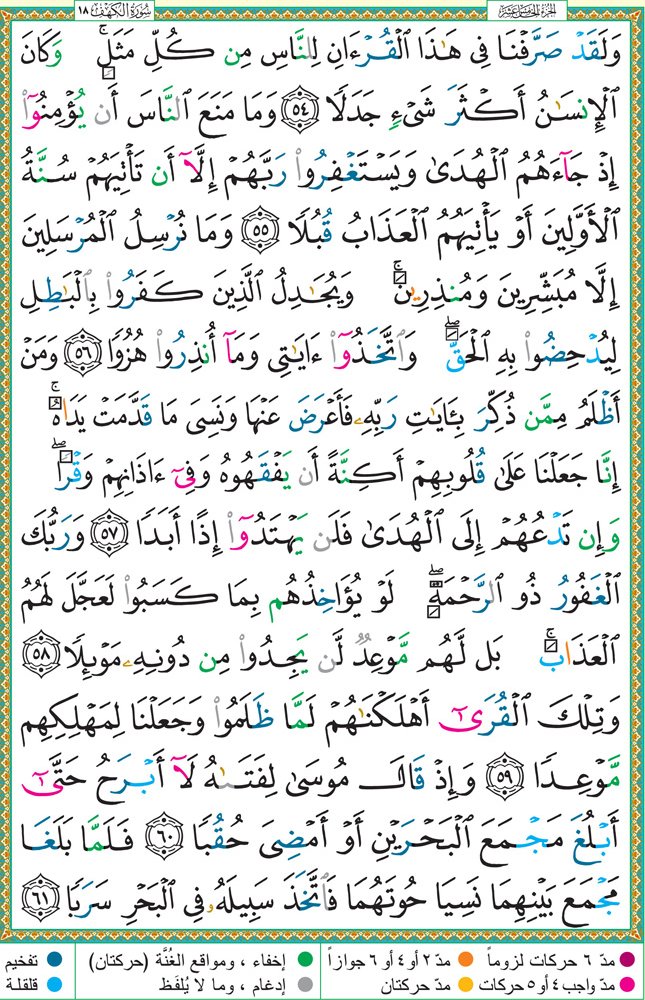 الجزء الخامس عشر
سورة الكهف ١٨
وَلَقَدۡ صَرَّفۡنَا فِي هَٰذَا ٱلۡقُرۡءَانِ لِلنَّاسِ مِن كُلِّ مَثَلٖۚ وَكَانَ
ٱلۡإِنسَٰنُ أَكۡثَرَ شَيۡءٖ جَدَلٗا ٥٤ وَمَا مَنَعَ ٱلنَّاسَ أَن يُؤۡمِنُوٓاْ
إِذۡ جَآءَهُمُ ٱلۡهُدَىٰ وَيَسۡتَغۡفِرُواْ رَبَّهُمۡ إِلَّآ أَن تَأۡتِيَهُمۡ سُنَّةُ
ٱلۡأَوَّلِينَ أَوۡ يَأۡتِيَهُمُ ٱلۡعَذَابُ قُبُلٗا ٥٥ وَمَا نُرۡسِلُ ٱلۡمُرۡسَلِينَ
إِلَّا مُبَشِّرِينَ وَمُنذِرِينَۚ وَيُجَٰدِلُ ٱلَّذِينَ كَفَرُواْ بِٱلۡبَٰطِلِ
لِيُدۡحِضُواْ بِهِ ٱلۡحَقَّۖ وَٱتَّخَذُوٓاْ ءَايَٰتِي وَمَآ أُنذِرُواْ هُزُوٗا ٥٦ وَمَنۡ
أَظۡلَمُ مِمَّن ذُكِّرَ بِـَٔايَٰتِ رَبِّهِۦ فَأَعۡرَضَ عَنۡهَا وَنَسِيَ مَا قَدَّمَتۡ يَدَاهُۚ
إِنَّا جَعَلۡنَا عَلَىٰ قُلُوبِهِمۡ أَكِنَّةً أَن يَفۡقَهُوهُ وَفِيٓ ءَاذَانِهِمۡ وَقۡرٗاۖ
وَإِن تَدۡعُهُمۡ إِلَى ٱلۡهُدَىٰ فَلَن يَهۡتَدُوٓاْ إِذًا أَبَدٗا ٥٧ وَرَبُّكَ
ٱلۡغَفُورُ ذُو ٱلرَّحۡمَةِۖ لَوۡ يُؤَاخِذُهُم بِمَا كَسَبُواْ لَعَجَّلَ لَهُمُ
ٱلۡعَذَابَۚ بَل لَّهُم مَّوۡعِدٞ لَّن يَجِدُواْ مِن دُونِهِۦ مَوۡئِلٗا ٥٨
وَتِلۡكَ ٱلۡقُرَىٰٓ أَهۡلَكۡنَٰهُمۡ لَمَّا ظَلَمُواْ وَجَعَلۡنَا لِمَهۡلِكِهِم
مَّوۡعِدٗا ٥٩ وَإِذۡ قَالَ مُوسَىٰ لِفَتَىٰهُ لَآ أَبۡرَحُ حَتَّىٰٓ
أَبۡلُغَ مَجۡمَعَ ٱلۡبَحۡرَيۡنِ أَوۡ أَمۡضِيَ حُقُبٗا ٦٠ فَلَمَّا بَلَغَا
مَجۡمَعَ بَيۡنِهِمَا نَسِيَا حُوتَهُمَا فَٱتَّخَذَ سَبِيلَهُۥ فِي ٱلۡبَحۡرِ سَرَبٗا ٦١
مدّ ٦ حركات لزوماً مدّ ٢ أو ٤ أو ٦ جوازاً إخفاء ، ومواقع الغُنَّة (حركتان) تفخيم
مدّ واجب ٤ أو ٥ حركات مدّ حركتان إدغام ، وما لا يُلفَظ قلقلة